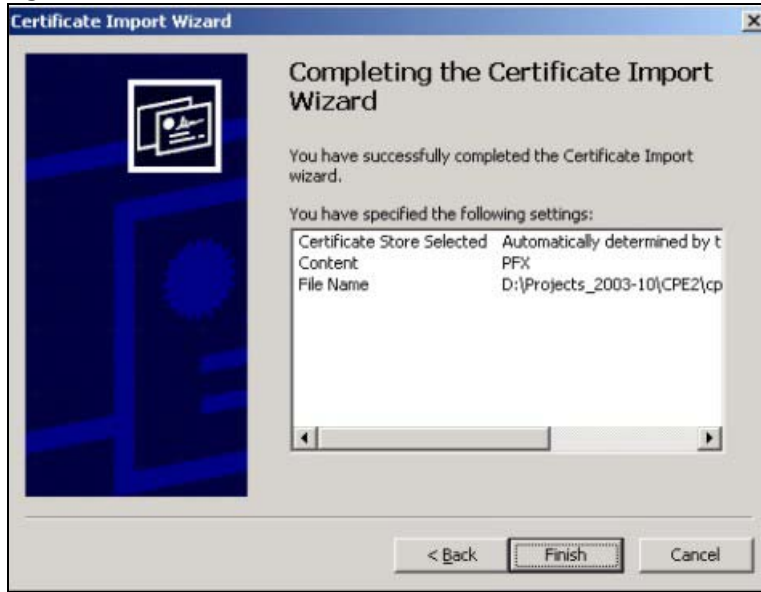 Certificate Import Wizard
Completing the Certificate Import
Wizard
You have successfully completed the Certificate Import
wizard.
You have specified the following settings:
Certificate Store Selected Automatically determined by t
Content PFX
File Name D:\Projects_2003-10\CPE2\cp
< Back Finish Cancel